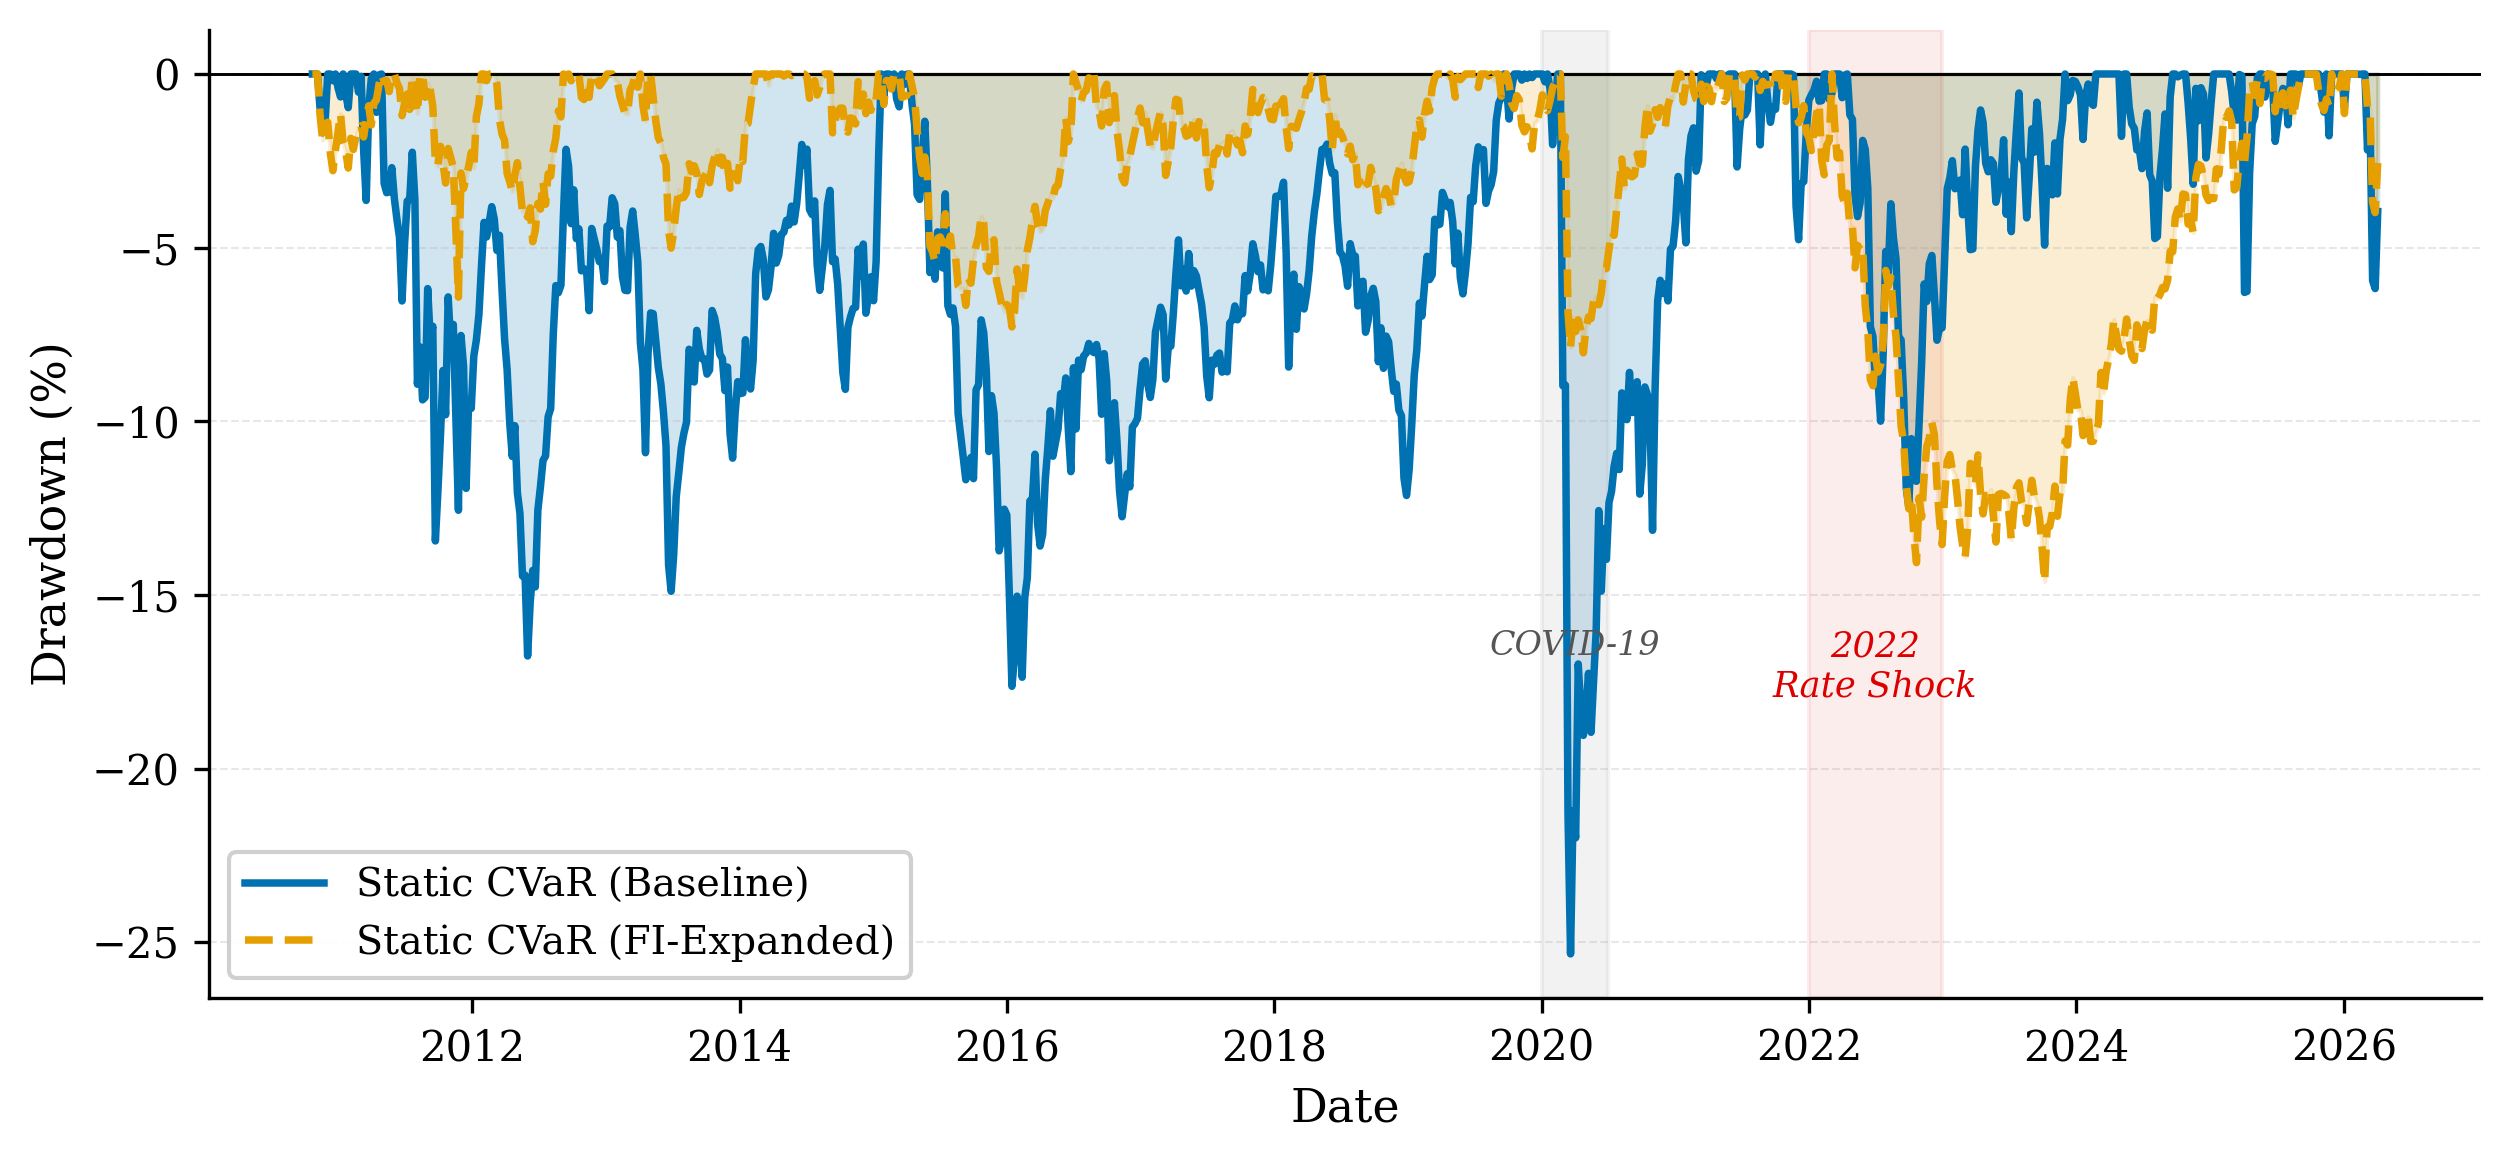 0
−5
−10
−15
−20
−25
Drawdown (%)
COVID-19
2022
Rate Shock
Static CVaR (Baseline)
Static CVaR (FI-Expanded)
2012
2014
2016
2018
2020
2022
2024
2026
Date